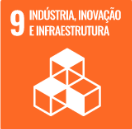 9 INDÚSTRIA, INOVAÇÃO
E INFRAESTRUTURA